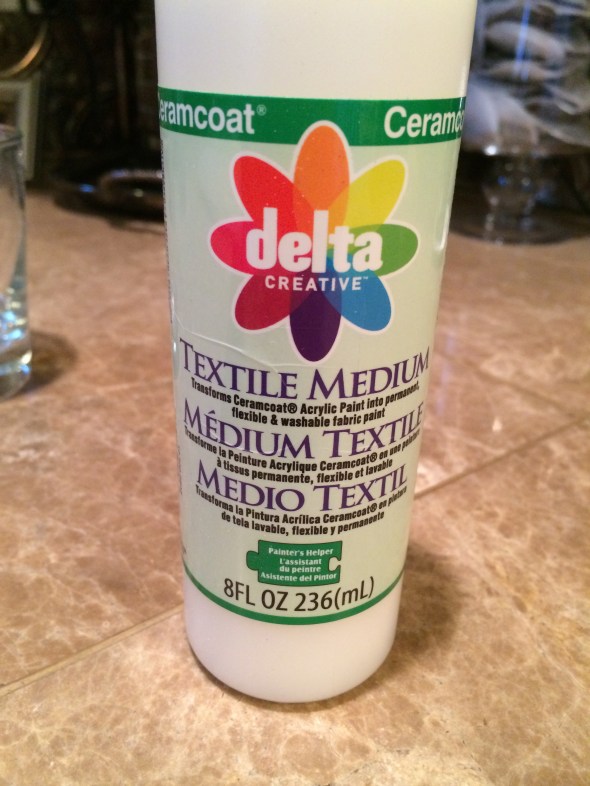 eramcoat®
Ceramc
delta
CREATIVE™
TEXTILE MEDIUM
Transforms Ceramcoat® Acrylic Paint into permanent,
flexible & washable fabric paint
MÉDIUM TEXTILE
Transforme la Peinture Acrylique Ceramcoat® en une peinture
à tissus permanente, flexible et lavable
MEDIO TEXTIL
Transforma la Pintura Acrílica Ceramcoat® en pintura
de tela lavable, flexible y permanente
Painter's Helper
L'assistant
du peintre
Asistente del Pintor
8FL OZ 236(mL)